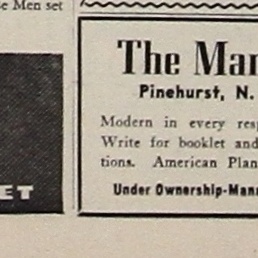 e Men set
ET
The Man
Pinehurst, N.
Modern in every resp
Write for booklet and
tions. American Plan
Under Ownership-Mana